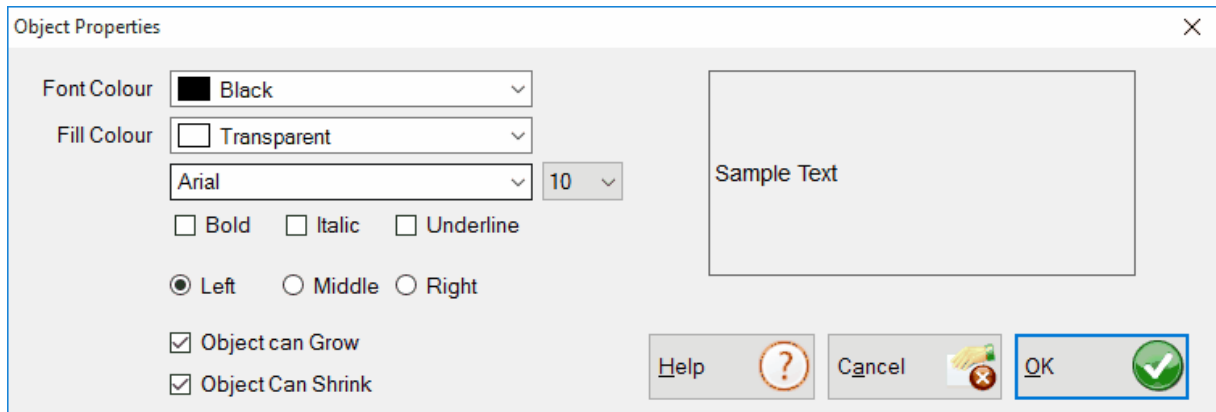 Object Properties
Font Colour Black
Fill Colour Transparent
Arial 10
Sample Text
Bold Italic Underline
Left Middle Right
Object can Grow
Object Can Shrink
Help Cancel OK